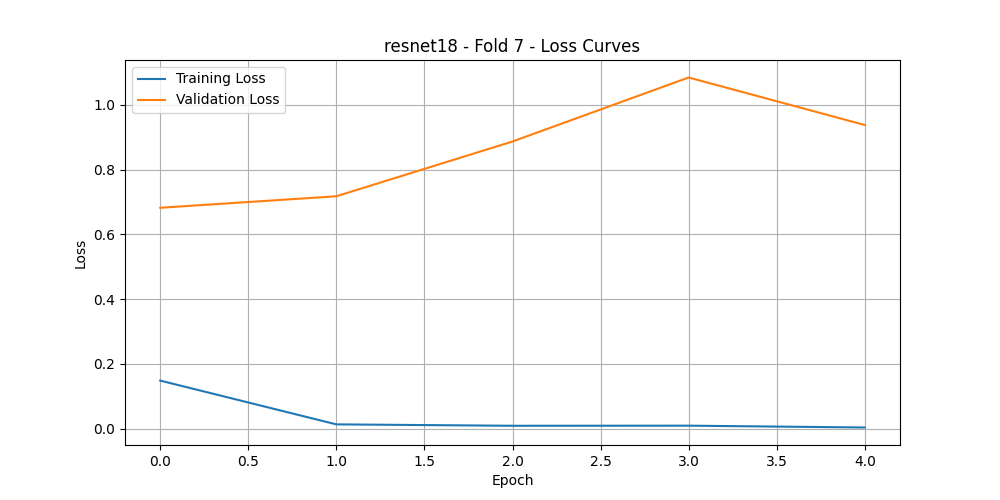 resnet18 - Fold 7 - Loss Curves
Training Loss
Validation Loss
1.0
0.8
0.6
0.4
0.2
0.0
Loss
0.0 0.5 1.0 1.5 2.0 2.5 3.0 3.5 4.0
Epoch